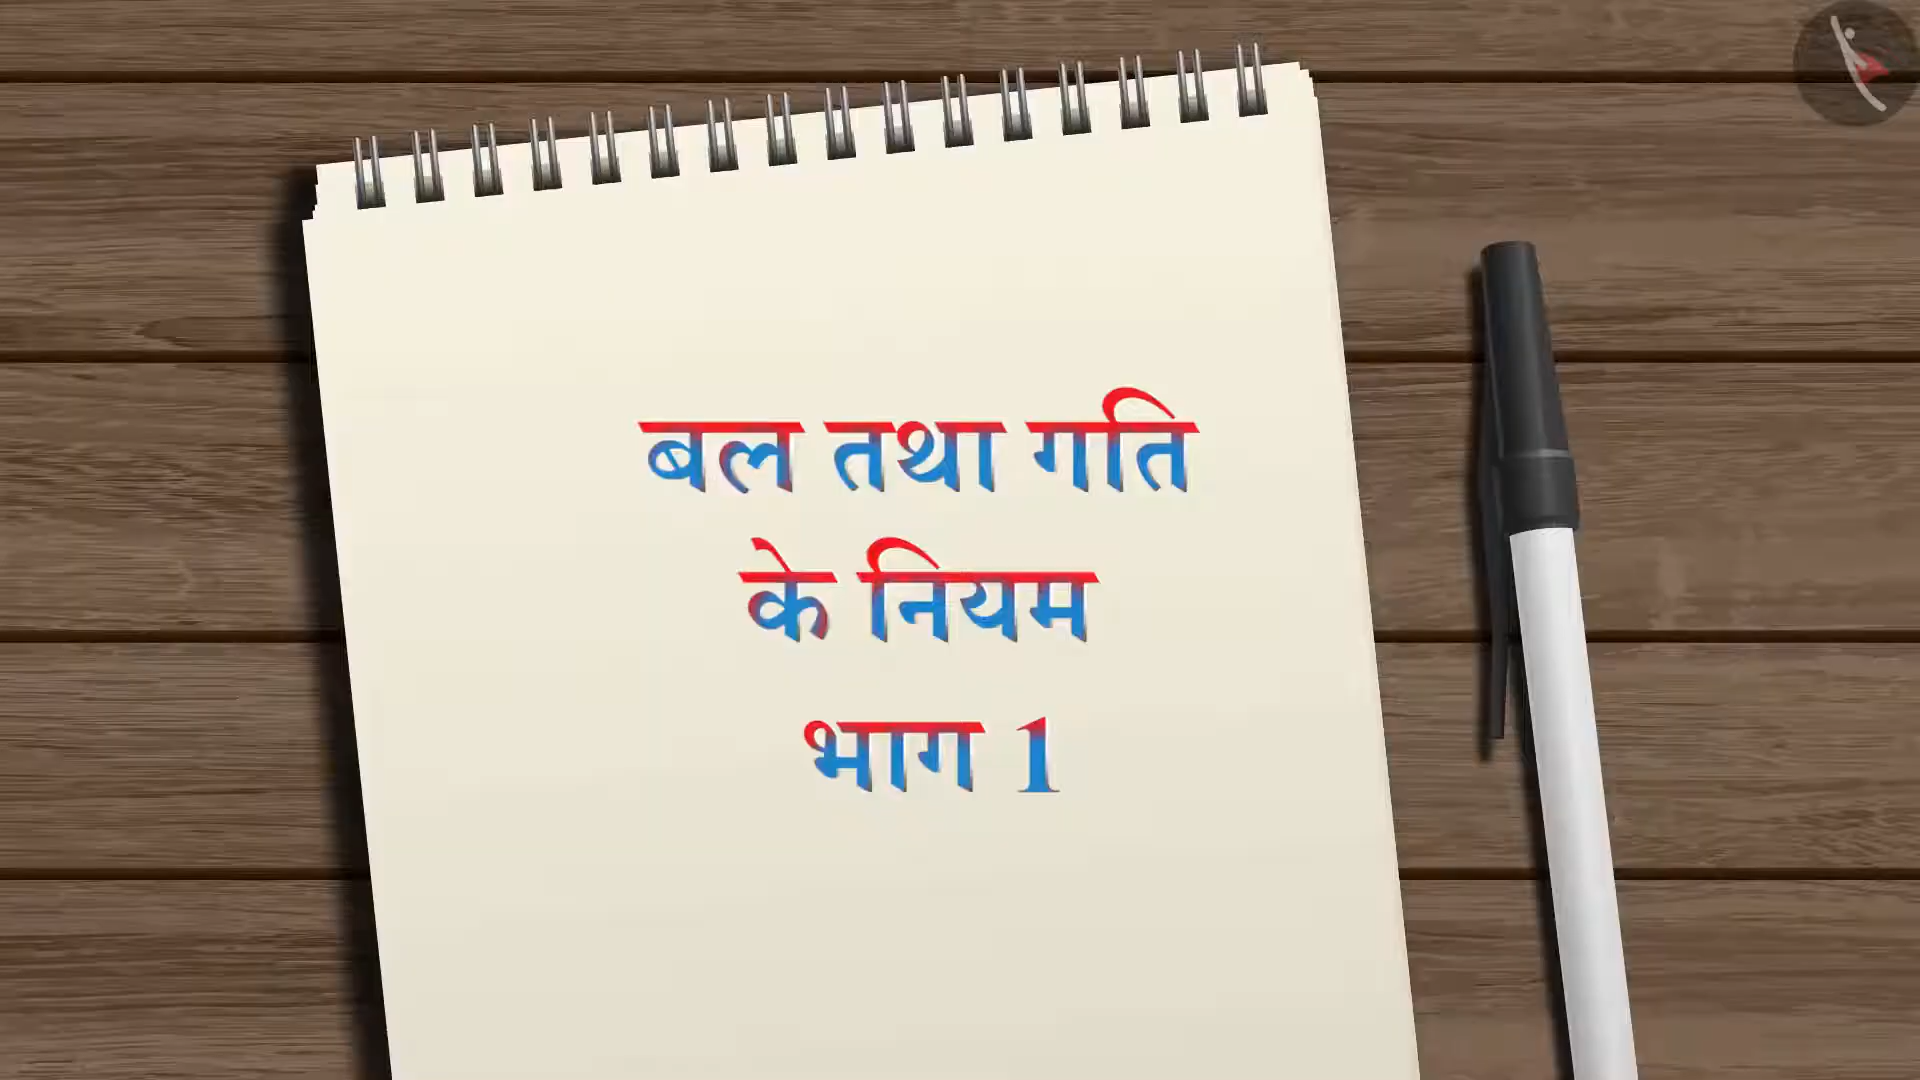 बल तथा गति
के नियम
भाग 1